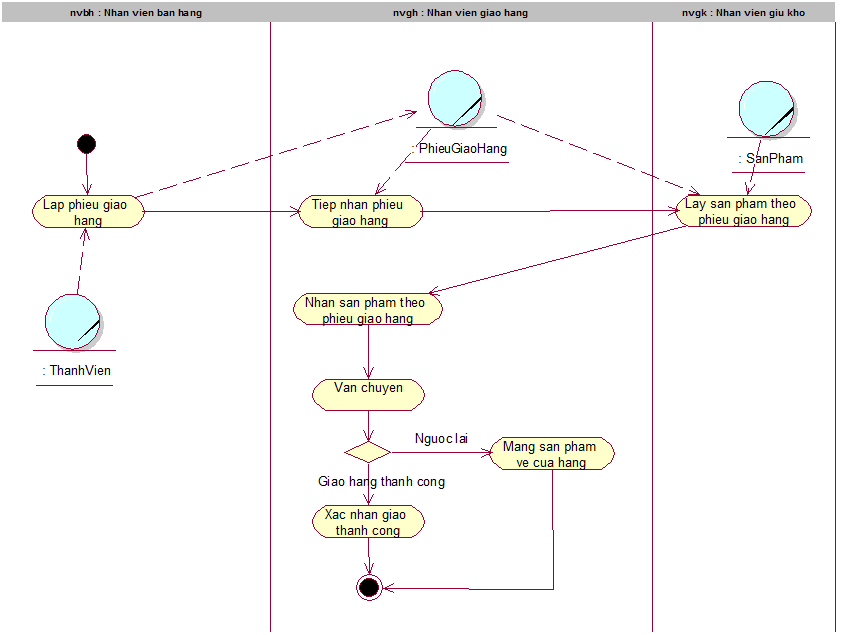 nvbh : Nhan vien ban hang
nvgh : Nhan vien giao hang
nvgk : Nhan vien giu kho
: PhieuGiaoHang
: SanPham
Lap phieu giao
hang
Tiep nhan phieu
giao hang
Lay san pham theo
phieu giao hang
Nhan san pham theo
phieu giao hang
: ThanhVien
Van chuyen
Nguoc lai
Mang san pham
ve cua hang
Giao hang thanh cong
Xac nhan giao
thanh cong